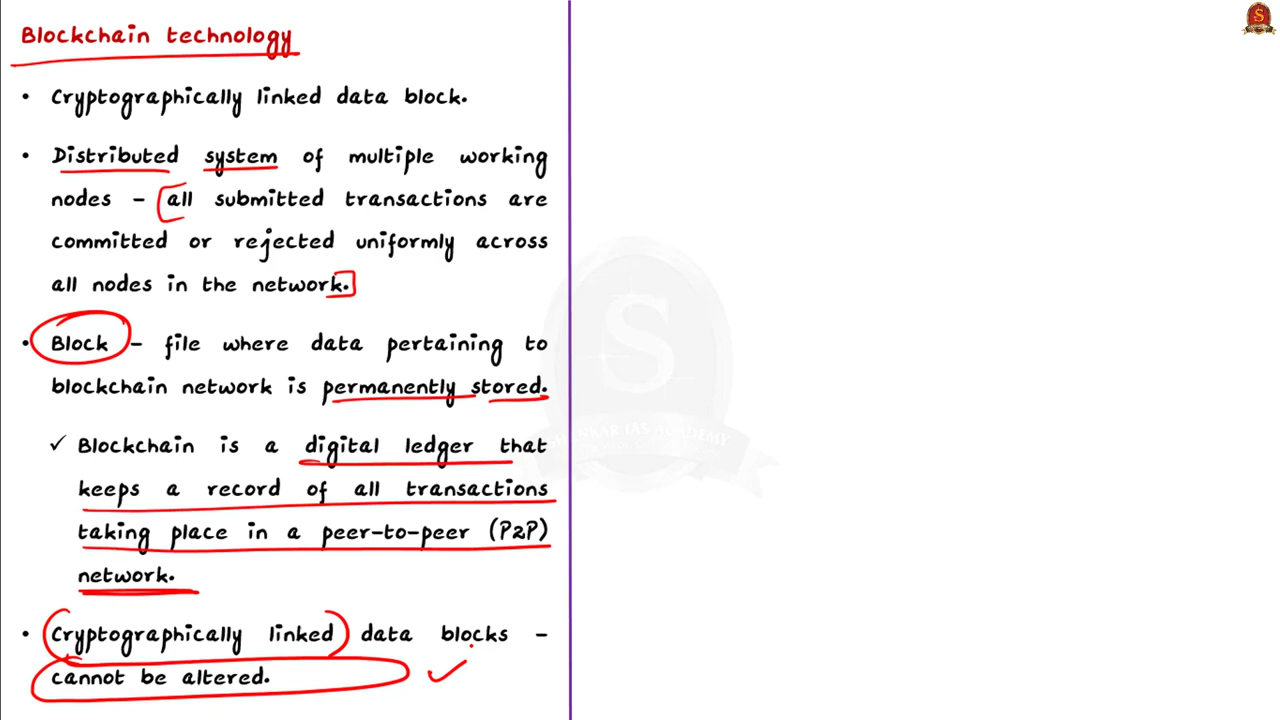 Blockchain technology
• Cryptographically linked data block.
• Distributed system of multiple working
nodes - all submitted transactions are
committed or rejected uniformly across
all nodes in the network.
• Block - file where data pertaining to
blockchain network is permanently stored.
✓ Blockchain is a digital ledger that
keeps a record of all transactions
taking place in a peer-to-peer (P2P)
network.
• Cryptographically linked data blocks -
cannot be altered.
S
SHANKAR IAS ACADEMY
S